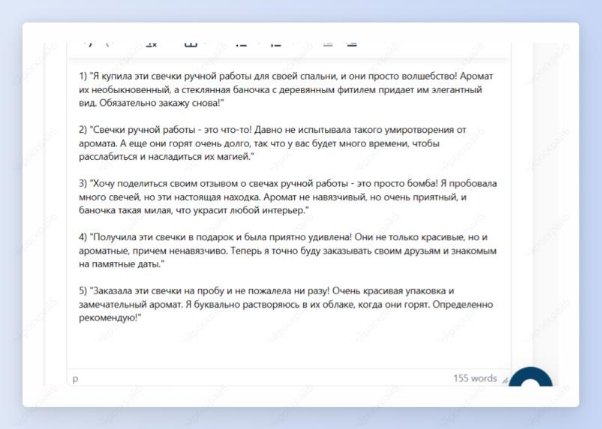 1) "Я купила эти свечки ручной работы для своей спальни, и они просто волшебство! Аромат
их необыкновенный, а стеклянная баночка с деревянным фитилем придает им элегантный
вид. Обязательно закажу снова!"
2) "Свечки ручной работы - это что-то! Давно не испытывала такого умиротворения от
аромата. А еще они горят очень долго, так что у вас будет много времени, чтобы
расслабиться и насладиться их магией."
3) "Хочу поделиться своим отзывом о свечах ручной работы - это просто бомба! Я пробовала
много свечей, но эти настоящая находка. Аромат не навязчивый, но очень приятный, и
баночка такая милая, что украсит любой интерьер."
4) "Получила эти свечки в подарок и была приятно удивлена! Они не только красивые, но и
ароматные, причем ненавязчиво. Теперь я точно буду заказывать своим друзьям и знакомым
на памятные даты."
5) "Заказала эти свечки на пробу и не пожалела ни разу! Очень красивая упаковка и
замечательный аромат. Я буквально растворяюсь в их облаке, когда они горят. Определенно
рекомендую!"
p
155 words